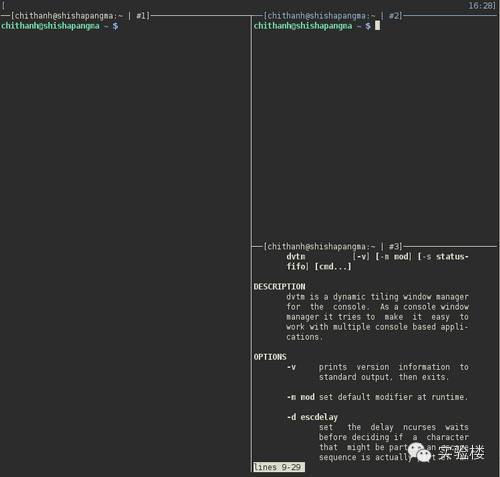 [ 16:28]
[chithanh@shishapangma:~ | #1]
chithanh@shishapangma ~ $
[chithanh@shishapangma:~ | #2]
chithanh@shishapangma ~ $
[chithanh@shishapangma:~ | #3]
dvtm [-v] [-m mod] [-s status-
fifo] [cmd...]
DESCRIPTION
dvtm is a dynamic tiling window manager
for the console. As a console window
manager it tries to make it easy to
work with multiple console based appli-
cations.
OPTIONS
-v prints version information to
standard output, then exits.
-m mod set default modifier at runtime.
-d escdelay
set the delay ncurses waits
before deciding if a character
that might be part
sequence is actually
lines 9-29
实验楼